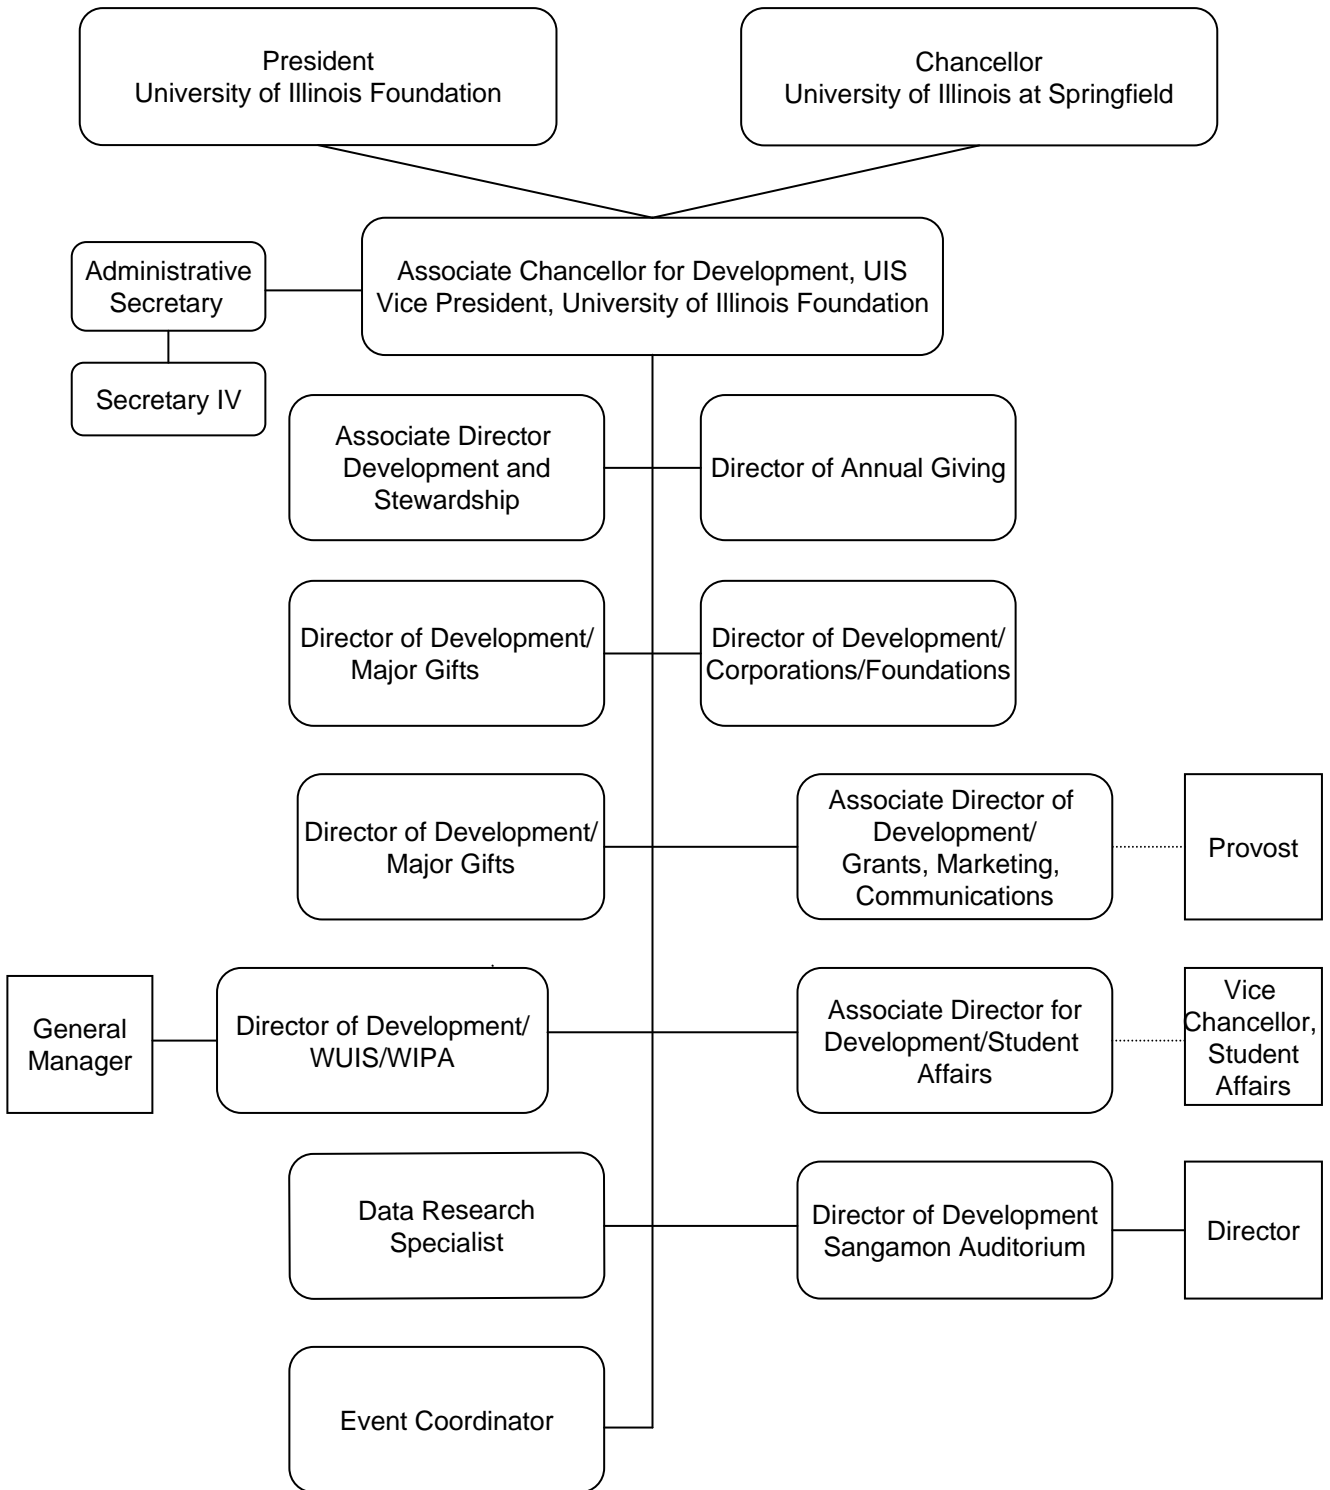 President
University of Illinois Foundation
Chancellor
University of Illinois at Springfield
Administrative
Secretary
Associate Chancellor for Development, UIS
Vice President, University of Illinois Foundation
Secretary IV
Associate Director
Development and
Stewardship
Director of Annual Giving
Director of Development/
Major Gifts
Director of Development/
Corporations/Foundations
Director of Development/
Major Gifts
Associate Director of
Development/
Grants, Marketing,
Communications
Provost
General
Manager
Director of Development/
WUIS/WIPA
Associate Director for
Development/Student
Affairs
Vice
Chancellor,
Student
Affairs
Data Research
Specialist
Director of Development
Sangamon Auditorium
Director
Event Coordinator